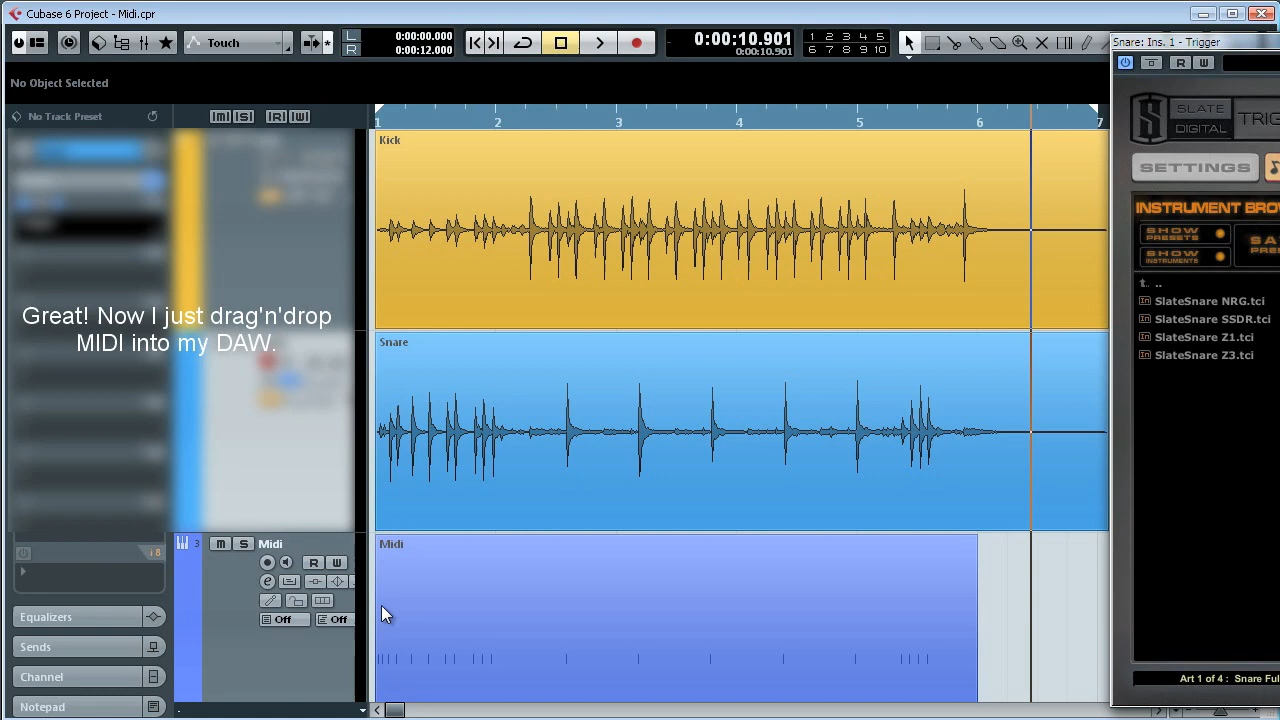 Cubase 6 Project - Midi.cpr
Touch
L
R
0:00:00.000
0:00:12.000
0:00:10.901
0:00:10.901
1 2 3 4 5
6 7 8 9 10
Snare: Ins. 1 - Trigger
No Object Selected
R W
No Track Preset
M S R W
1 2 3 4 5 6 7
SLATE
DIGITAL
SETTINGS
Kick
SHOW
PRESETS
SHOW
INSTRUMENTS
..
SlateSnare NRG.tci
SlateSnare SSDR.tci
SlateSnare Z1.tci
SlateSnare Z3.tci
Great! Now I just drag'n'drop
MIDI into my DAW.
Snare
3 M S Midi
R W
e
Off Off
Midi
i 8
Equalizers
Sends
Channel
Notepad
Art 1 of 4 : Snare Ful